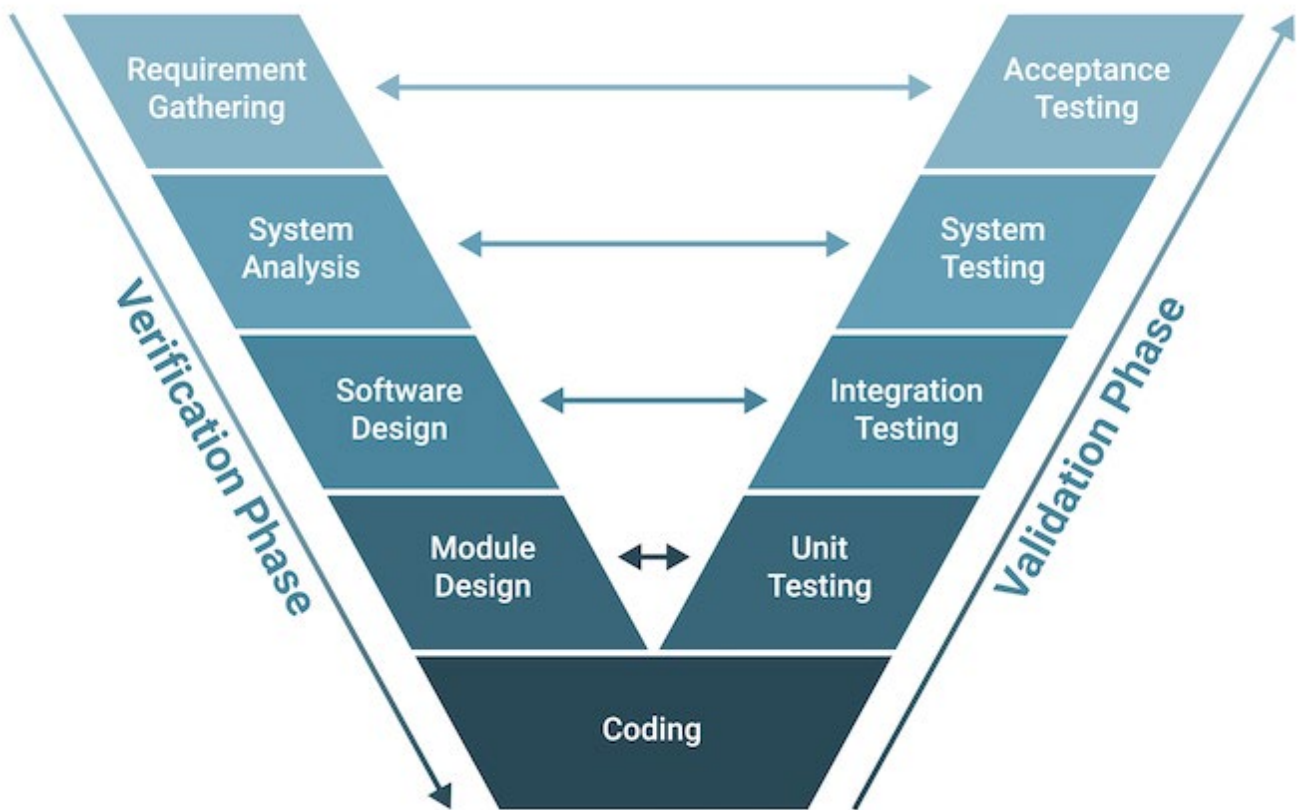 Requirement
Gathering
Acceptance
Testing
System
Analysis
System
Testing
Software
Design
Integration
Testing
Module
Design
Unit
Testing
Coding
Verification Phase
Validation Phase